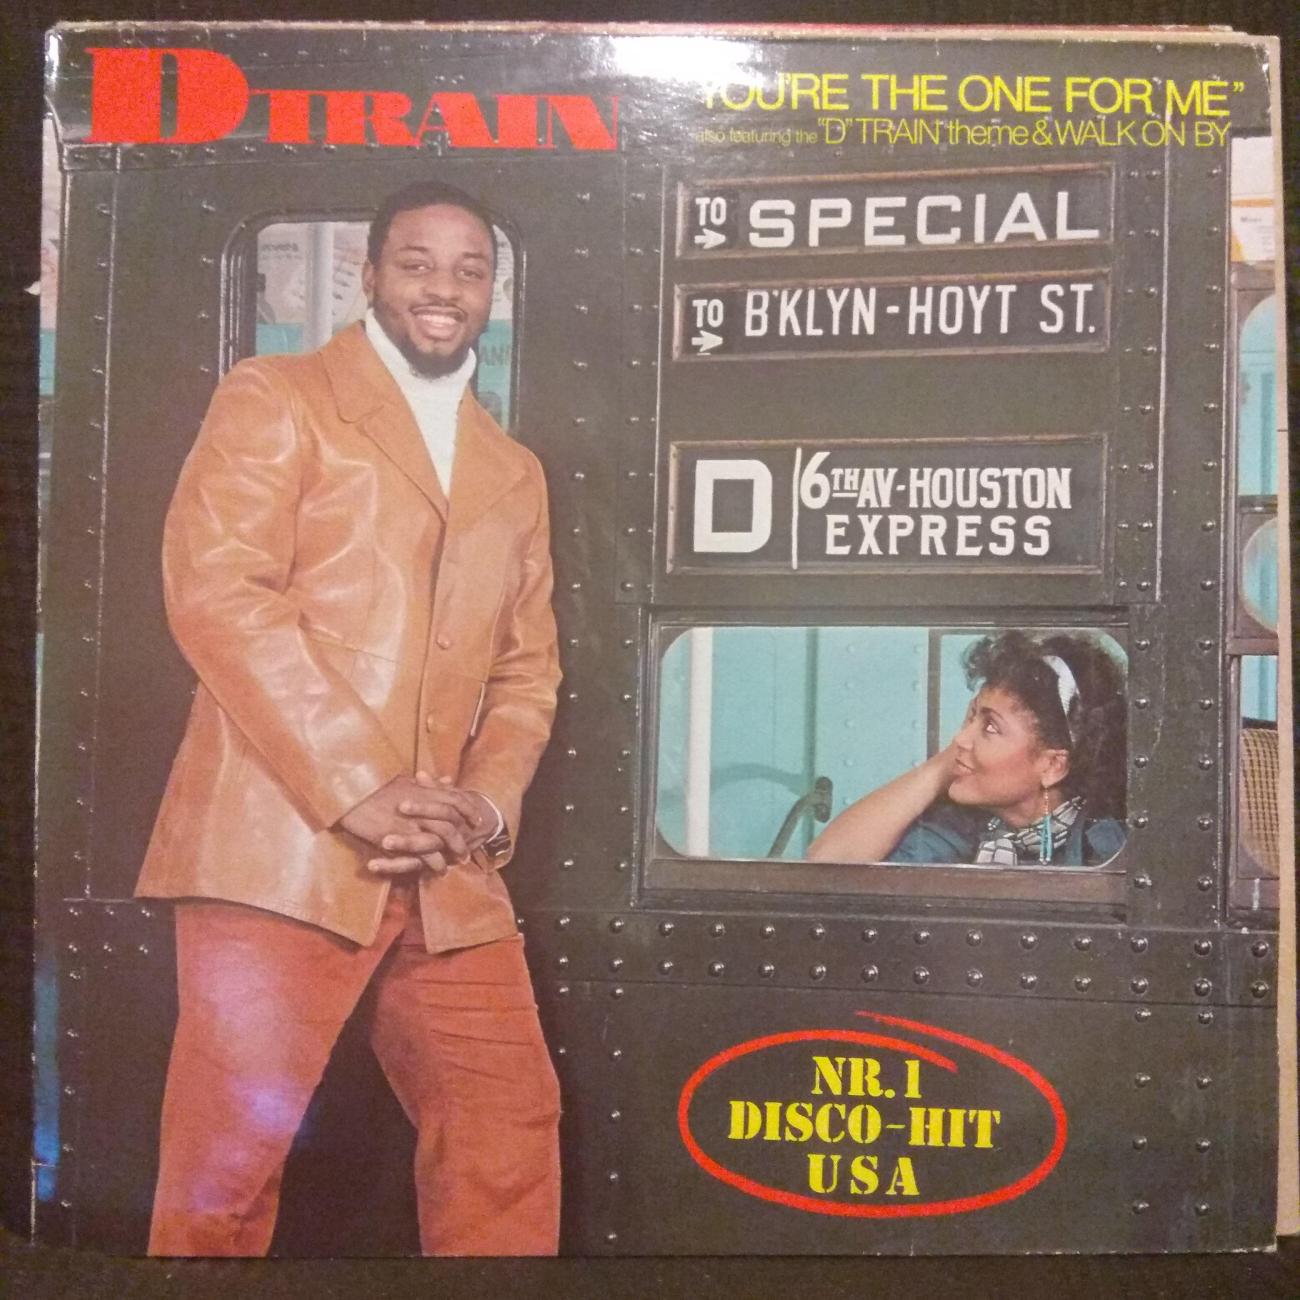 D TRAIN
"YOU'RE THE ONE FOR ME"
also featuring the "D" TRAIN theme & WALK ON BY
TO SPECIAL
TO B'KLYN-HOYT ST.
D 6TH AV-HOUSTON
EXPRESS
NR. 1
DISCO-HIT
USA